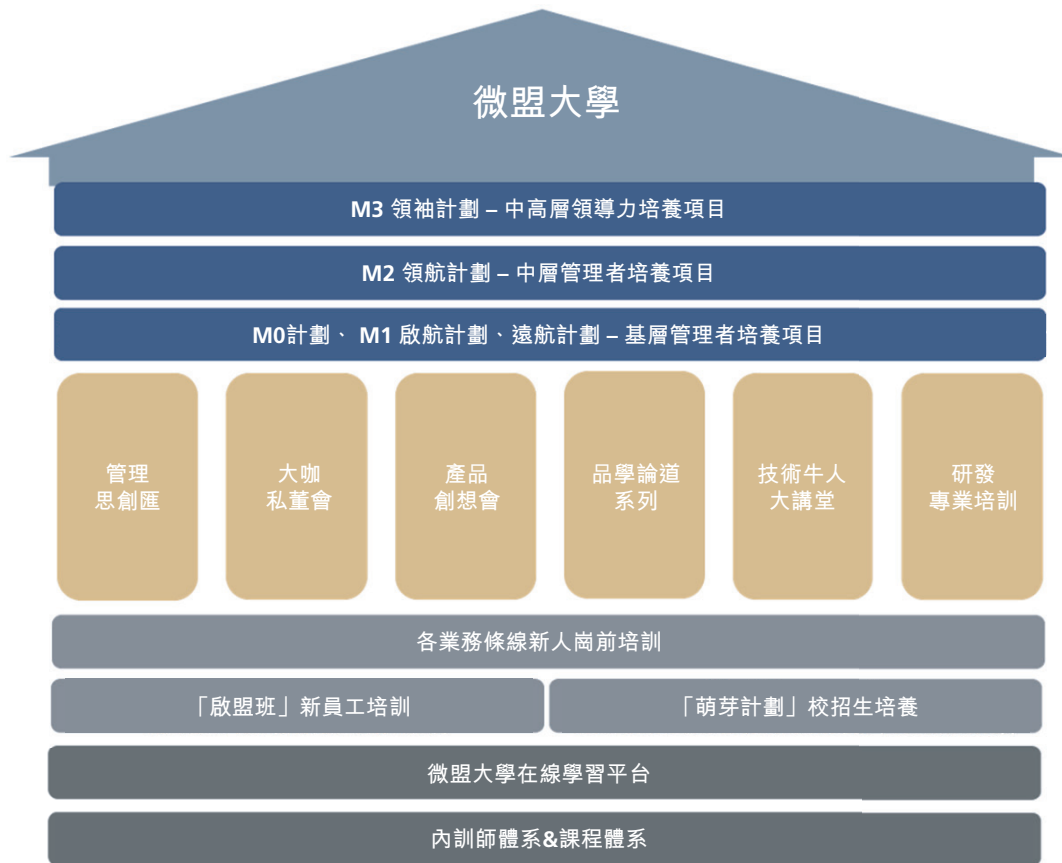 微盟大學
M3 領袖計劃 – 中高層領導力培養項目
M2 領航計劃 – 中層管理者培養項目
M0計劃、 M1 啟航計劃、遠航計劃 – 基層管理者培養項目
管理
思創匯
大咖
私董會
產品
創想會
品學論道
系列
技術牛人
大講堂
研發
專業培訓
各業務條線新人崗前培訓
「啟盟班」新員工培訓
「萌芽計劃」校招生培養
微盟大學在線學習平台
內訓師體系&課程體系